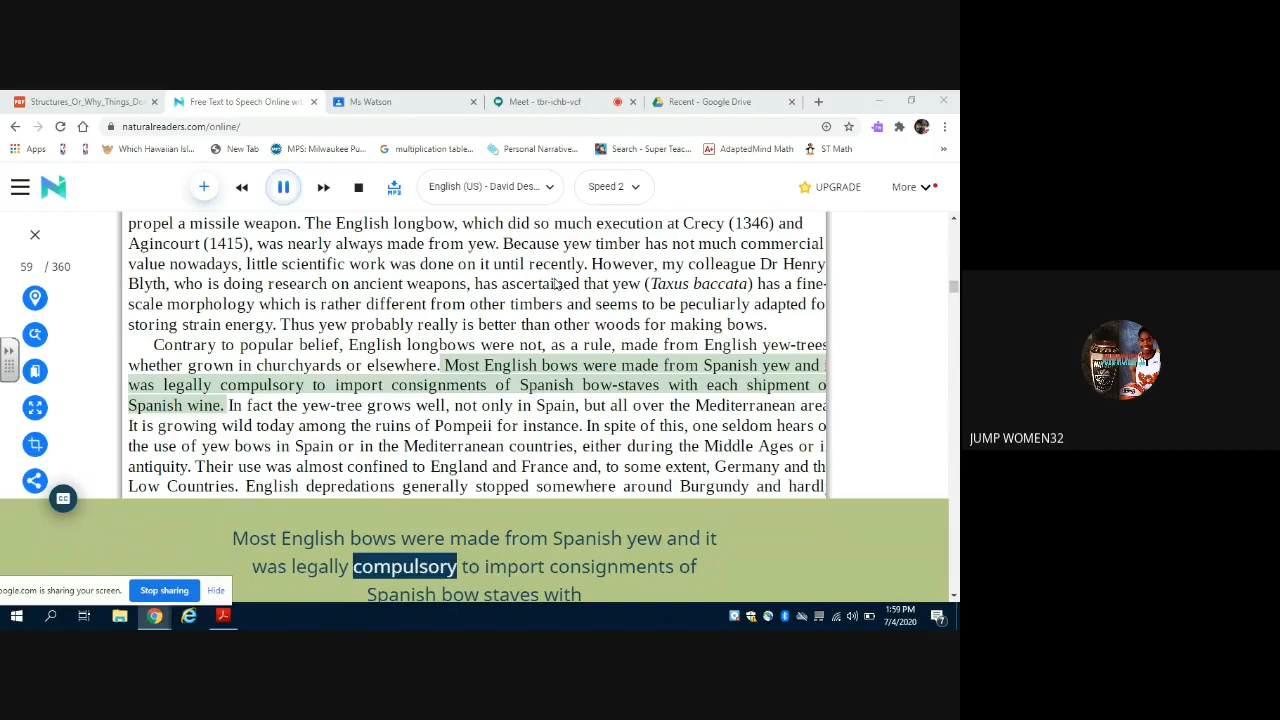 Structures_Or_Why_Things_Do
Free Text to Speech Online wit
Ms Watson
Meet - tbr-ichb-vcf
Recent - Google Drive
naturalreaders.com/online/
Apps
Which Hawaiian Isl...
New Tab
MPS: Milwaukee Pu...
multiplication table...
Personal Narrative...
Search - Super Teac...
AdaptedMind Math
ST Math
MP3
English (US) - David Des...
Speed 2
UPGRADE
More
59 / 360
propel a missile weapon. The English longbow, which did so much execution at Crecy (1346) and
Agincourt (1415), was nearly always made from yew. Because yew timber has not much commercial
value nowadays, little scientific work was done on it until recently. However, my colleague Dr Henry
Blyth, who is doing research on ancient weapons, has ascertained that yew (Taxus baccata) has a fine-
scale morphology which is rather different from other timbers and seems to be peculiarly adapted fo
storing strain energy. Thus yew probably really is better than other woods for making bows.
Contrary to popular belief, English longbows were not, as a rule, made from English yew-trees
whether grown in churchyards or elsewhere. Most English bows were made from Spanish yew and i
was legally compulsory to import consignments of Spanish bow-staves with each shipment o
Spanish wine. In fact the yew-tree grows well, not only in Spain, but all over the Mediterranean area
It is growing wild today among the ruins of Pompeii for instance. In spite of this, one seldom hears o
the use of yew bows in Spain or in the Mediterranean countries, either during the Middle Ages or i
antiquity. Their use was almost confined to England and France and, to some extent, Germany and th
Low Countries. English depredations generally stopped somewhere around Burgundy and hardl
CC
Most English bows were made from Spanish yew and it
was legally compulsory to import consignments of
Spanish bow staves with
oogle.com is sharing your screen.
Stop sharing
Hide
1:59 PM
7/4/2020
7
JUMP WOMEN32